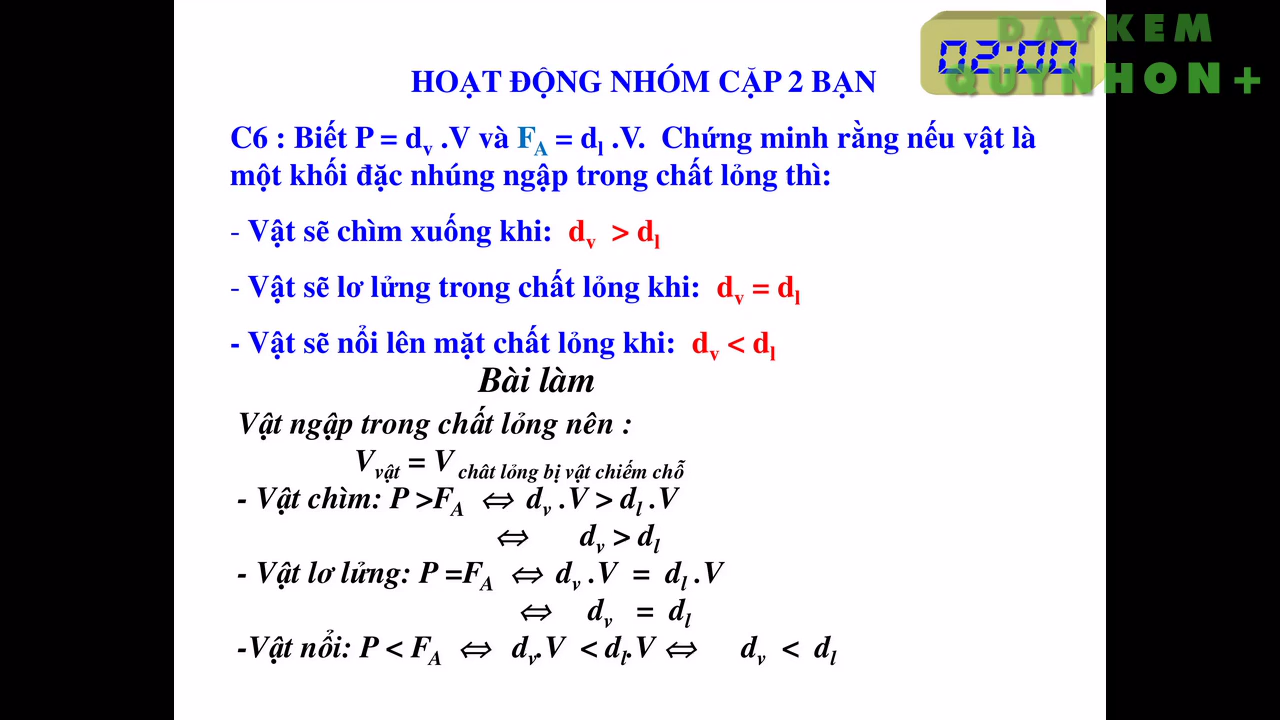 DAYKEM
02:00
QUYNHON+
HOẠT ĐỘNG NHÓM CẶP 2 BẠN
C6 : Biết P = dv .V và FA = dl .V. Chứng minh rằng nếu vật là
một khối đặc nhúng ngập trong chất lỏng thì:
- Vật sẽ chìm xuống khi: dv > dl
- Vật sẽ lơ lửng trong chất lỏng khi: dv = dl
- Vật sẽ nổi lên mặt chất lỏng khi: dv < dl
Bài làm
Vật ngập trong chất lỏng nên :
Vvật = V chât lỏng bị vật chiếm chỗ
- Vật chìm: P >FA ⇔ dv .V > dl .V
⇔ dv > dl
- Vật lơ lửng: P =FA ⇔ dv .V = dl .V
⇔ dv = dl
-Vật nổi: P < FA ⇔ dv.V < dl.V ⇔ dv < dl